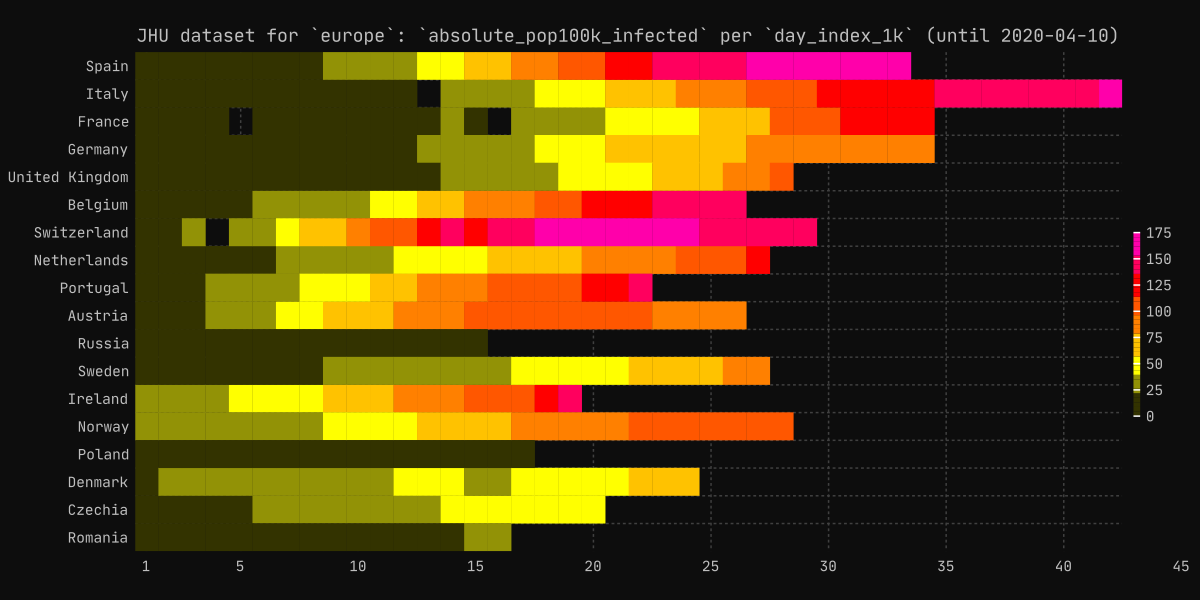 JHU dataset for `europe`: `absolute_pop100k_infected` per `day_index_1k` (until 2020-04-10)
Spain
Italy
France
Germany
United Kingdom
Belgium
Switzerland
Netherlands
Portugal
Austria
Russia
Sweden
Ireland
Norway
Poland
Denmark
Czechia
Romania
1 5 10 15 20 25 30 35 40 45
175
150
125
100
75
50
25
0